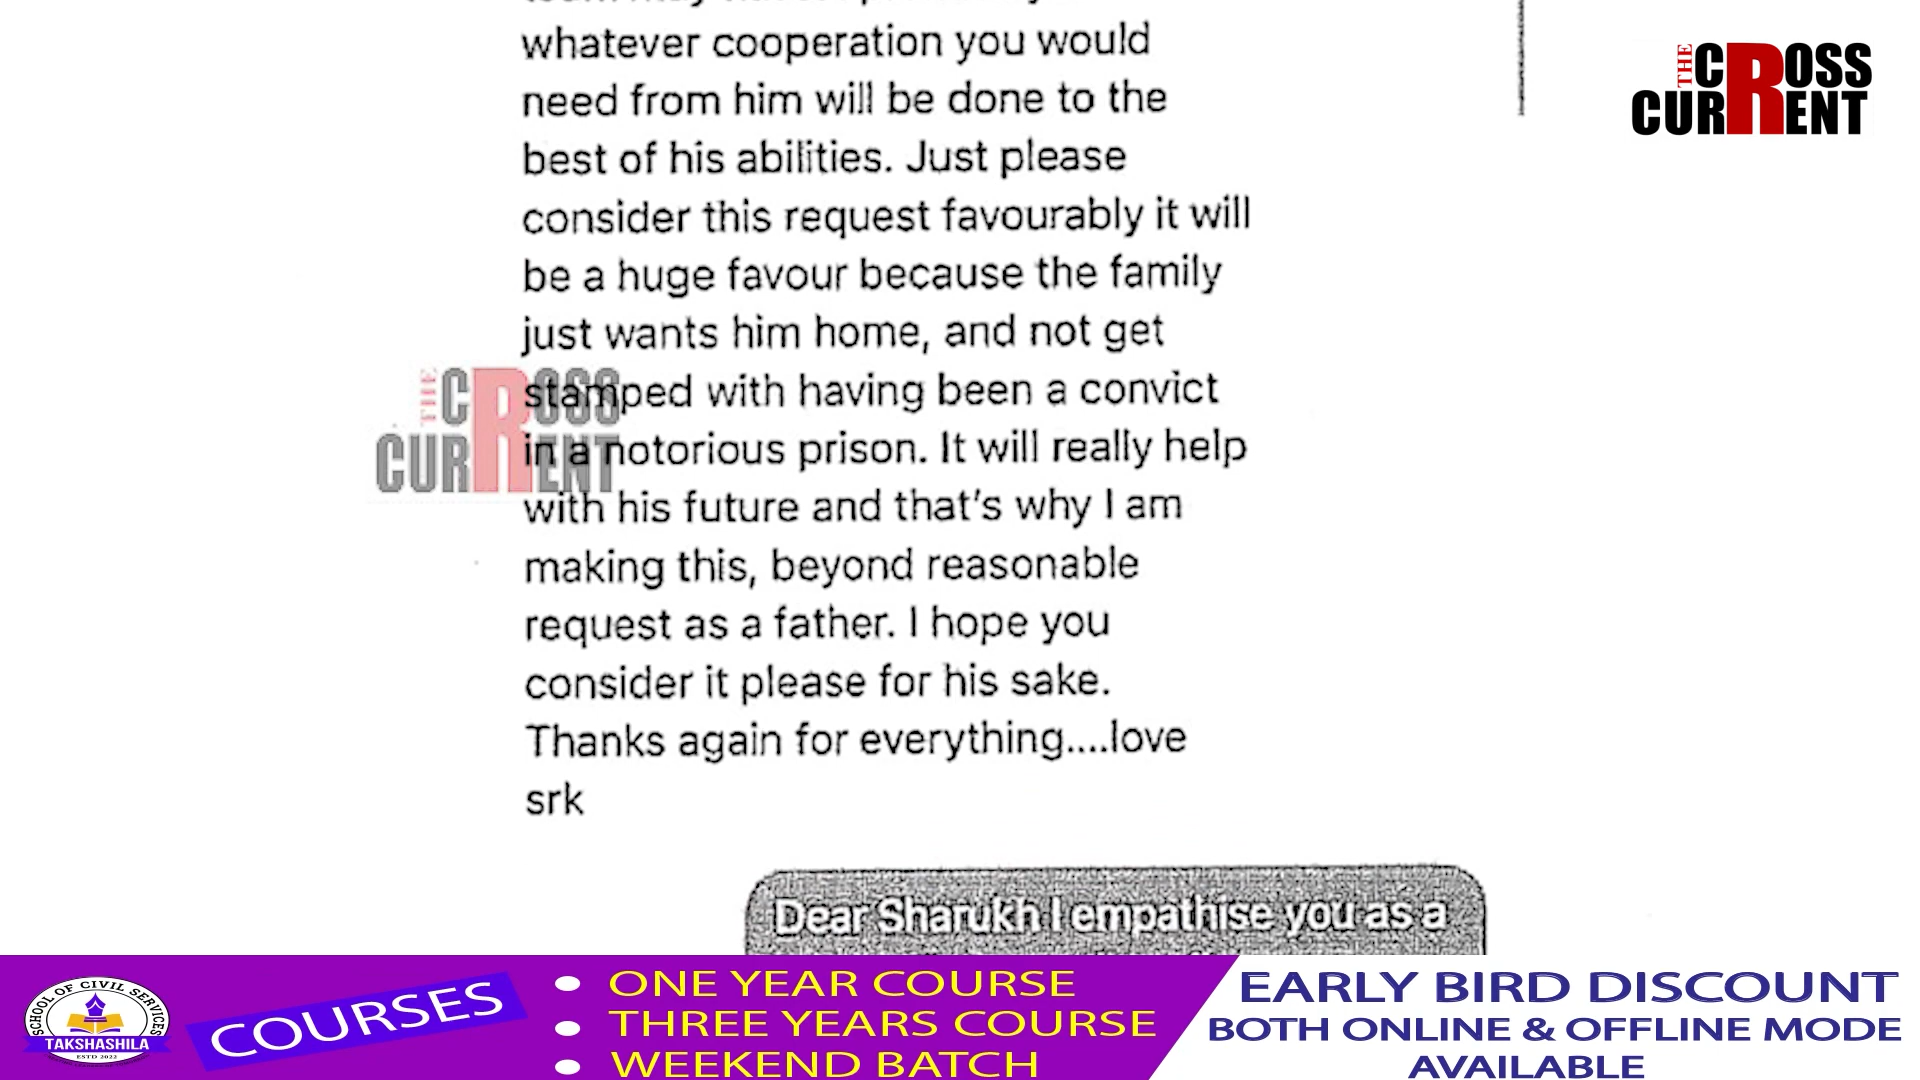 whatever cooperation you would
need from him will be done to the
best of his abilities. Just please
consider this request favourably it will
be a huge favour because the family
just wants him home, and not get
stamped with having been a convict
in a notorious prison. It will really help
with his future and that's why I am
making this, beyond reasonable
request as a father. I hope you
consider it please for his sake.
Thanks again for everything....love
srk
Dear Sharukh I empathise you as a
THE CROSS
CURRENT
THE CROSS
CURRENT
SCHOOL OF CIVIL SERVICES
TAKSHASHILA
ESTD 2022
COURSES
• ONE YEAR COURSE
• THREE YEARS COURSE
• WEEKEND BATCH
EARLY BIRD DISCOUNT
BOTH ONLINE & OFFLINE MODE
AVAILABLE